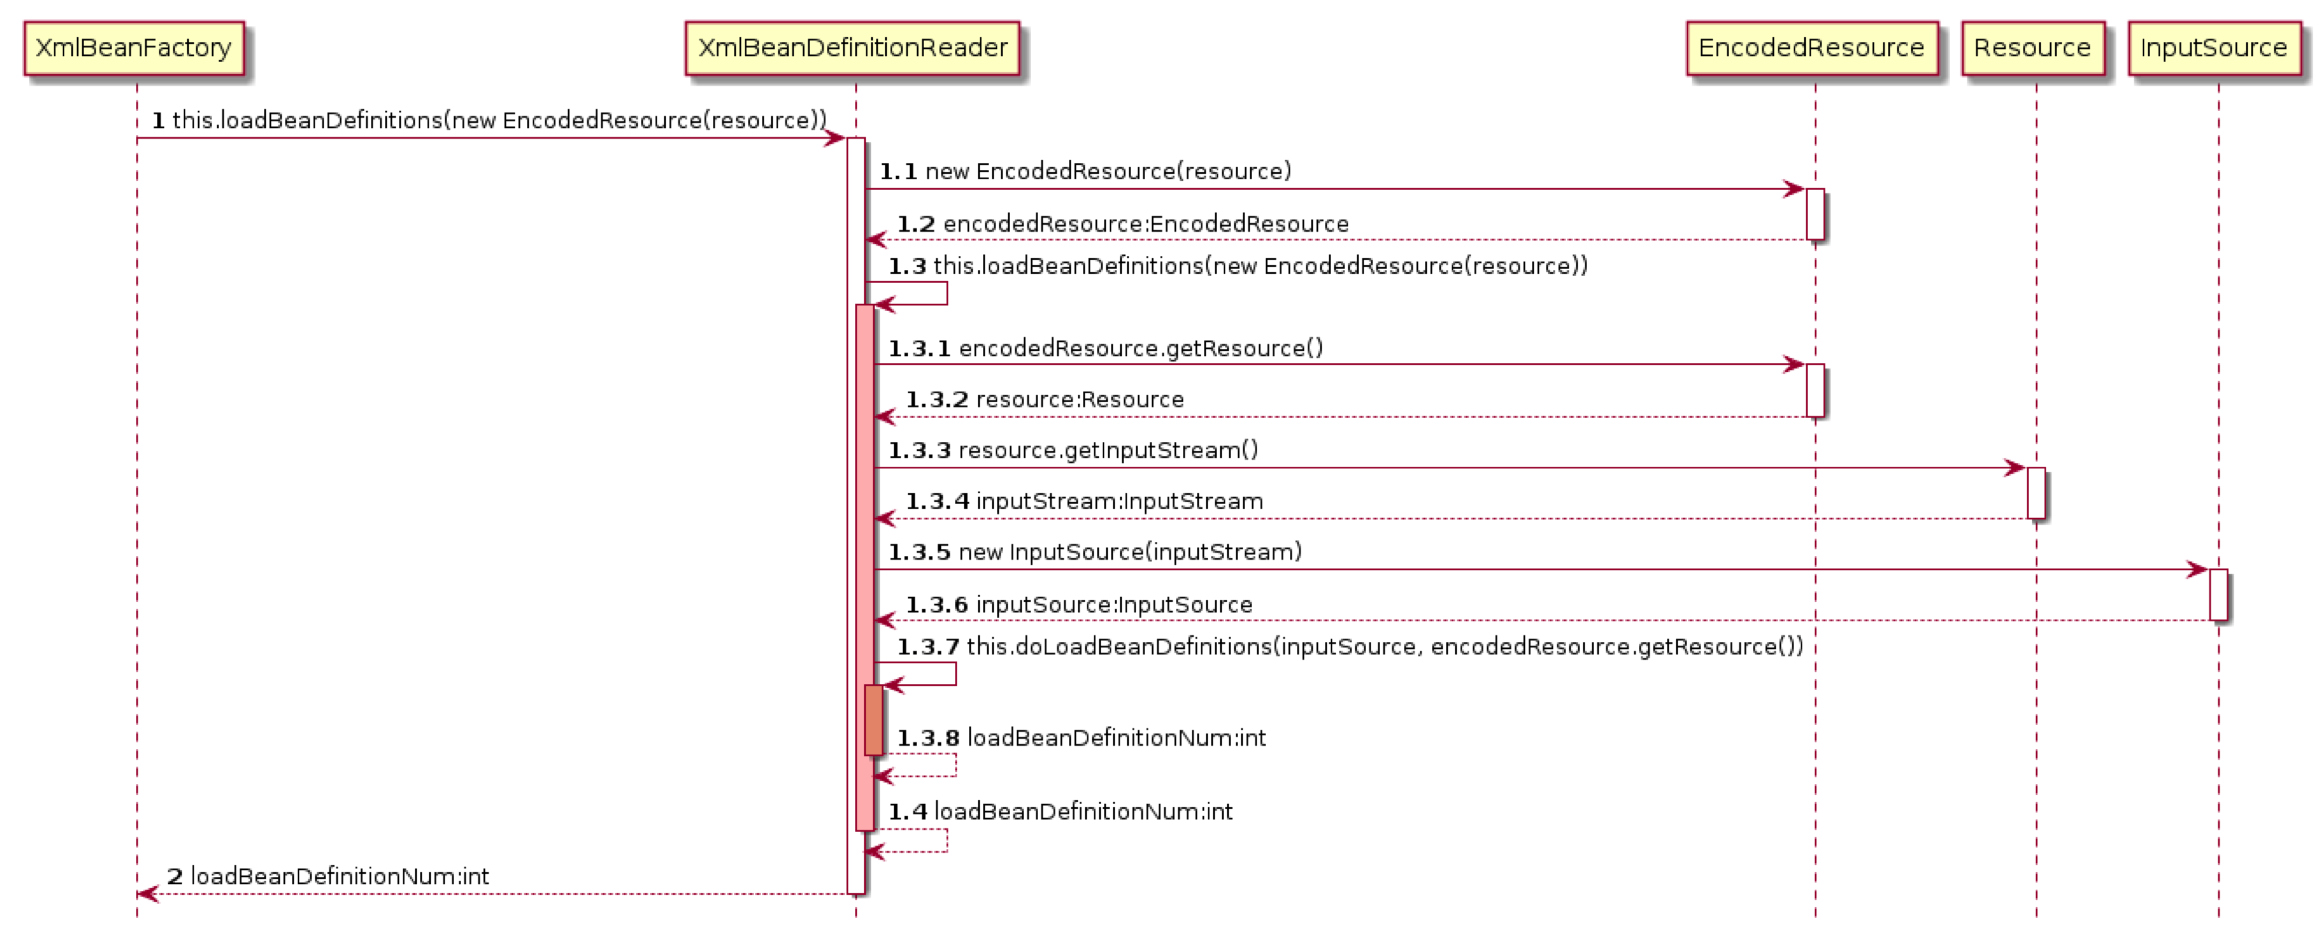 XmlBeanFactory
XmlBeanDefinitionReader
EncodedResource
Resource
InputSource
1 this.loadBeanDefinitions(new EncodedResource(resource))
1.1 new EncodedResource(resource)
1.2 encodedResource:EncodedResource
1.3 this.loadBeanDefinitions(new EncodedResource(resource))
1.3.1 encodedResource.getResource()
1.3.2 resource:Resource
1.3.3 resource.getInputStream()
1.3.4 inputStream:InputStream
1.3.5 new InputSource(inputStream)
1.3.6 inputSource:InputSource
1.3.7 this.doLoadBeanDefinitions(inputSource, encodedResource.getResource())
1.3.8 loadBeanDefinitionNum:int
1.4 loadBeanDefinitionNum:int
2 loadBeanDefinitionNum:int